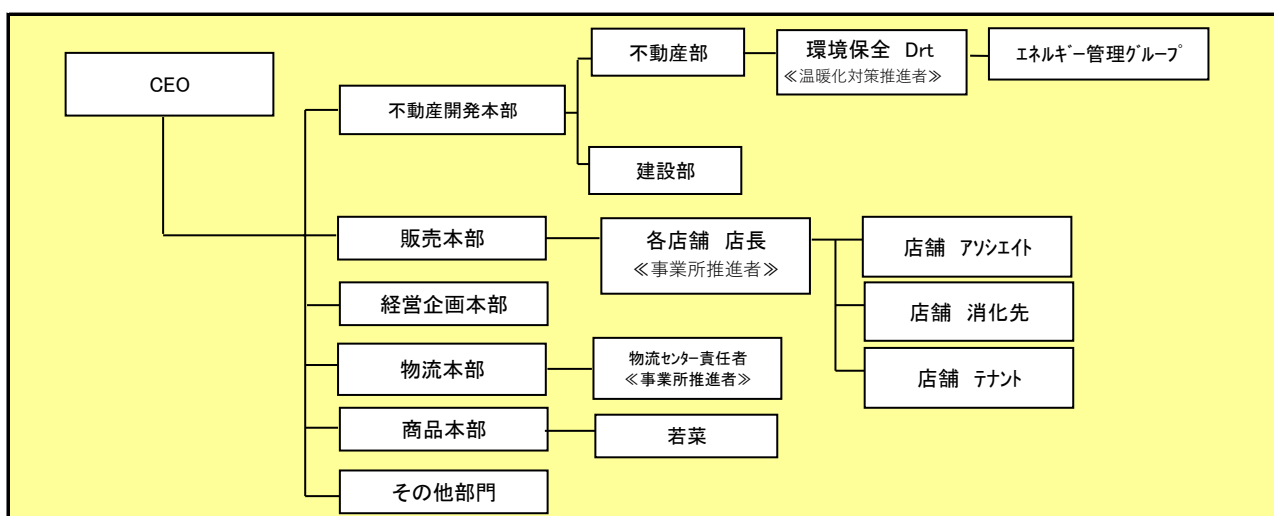 CEO
不動産開発本部
不動産部
環境保全 Drt
≪温暖化対策推進者≫
ｴﾈﾙｷﾞｰ管理ｸﾞﾙｰﾌﾟ
建設部
販売本部
各店舗 店長
≪事業所推進者≫
店舗 ｱｿｼｴｲﾄ
店舗 消化先
店舗 ﾃﾅﾝﾄ
経営企画本部
物流本部
物流ｾﾝﾀｰ責任者
≪事業所推進者≫
商品本部
若菜
その他部門